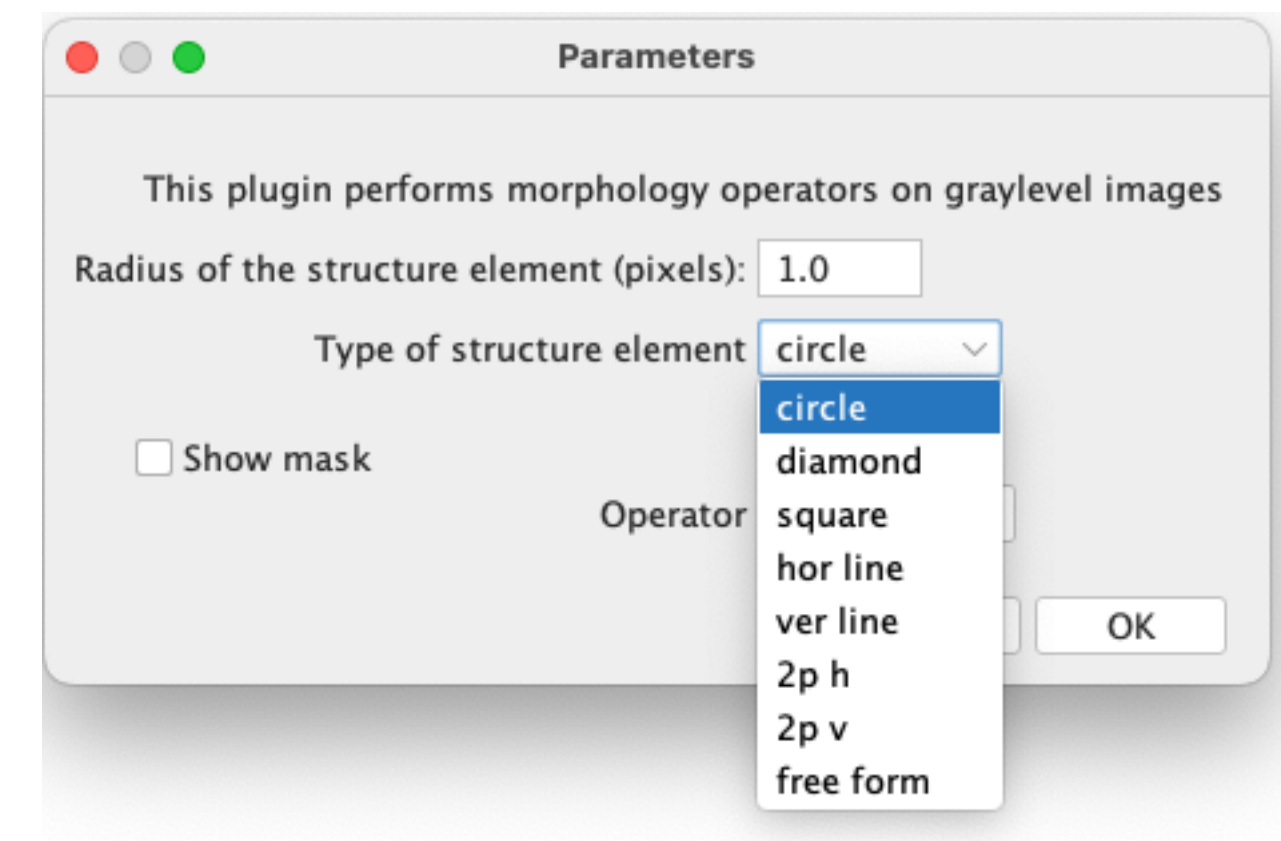 Parameters
This plugin performs morphology operators on graylevel images
Radius of the structure element (pixels): 1.0
Type of structure element circle
circle
diamond
Show mask
square
Operator
hor line
ver line
OK
2p h
2p v
free form